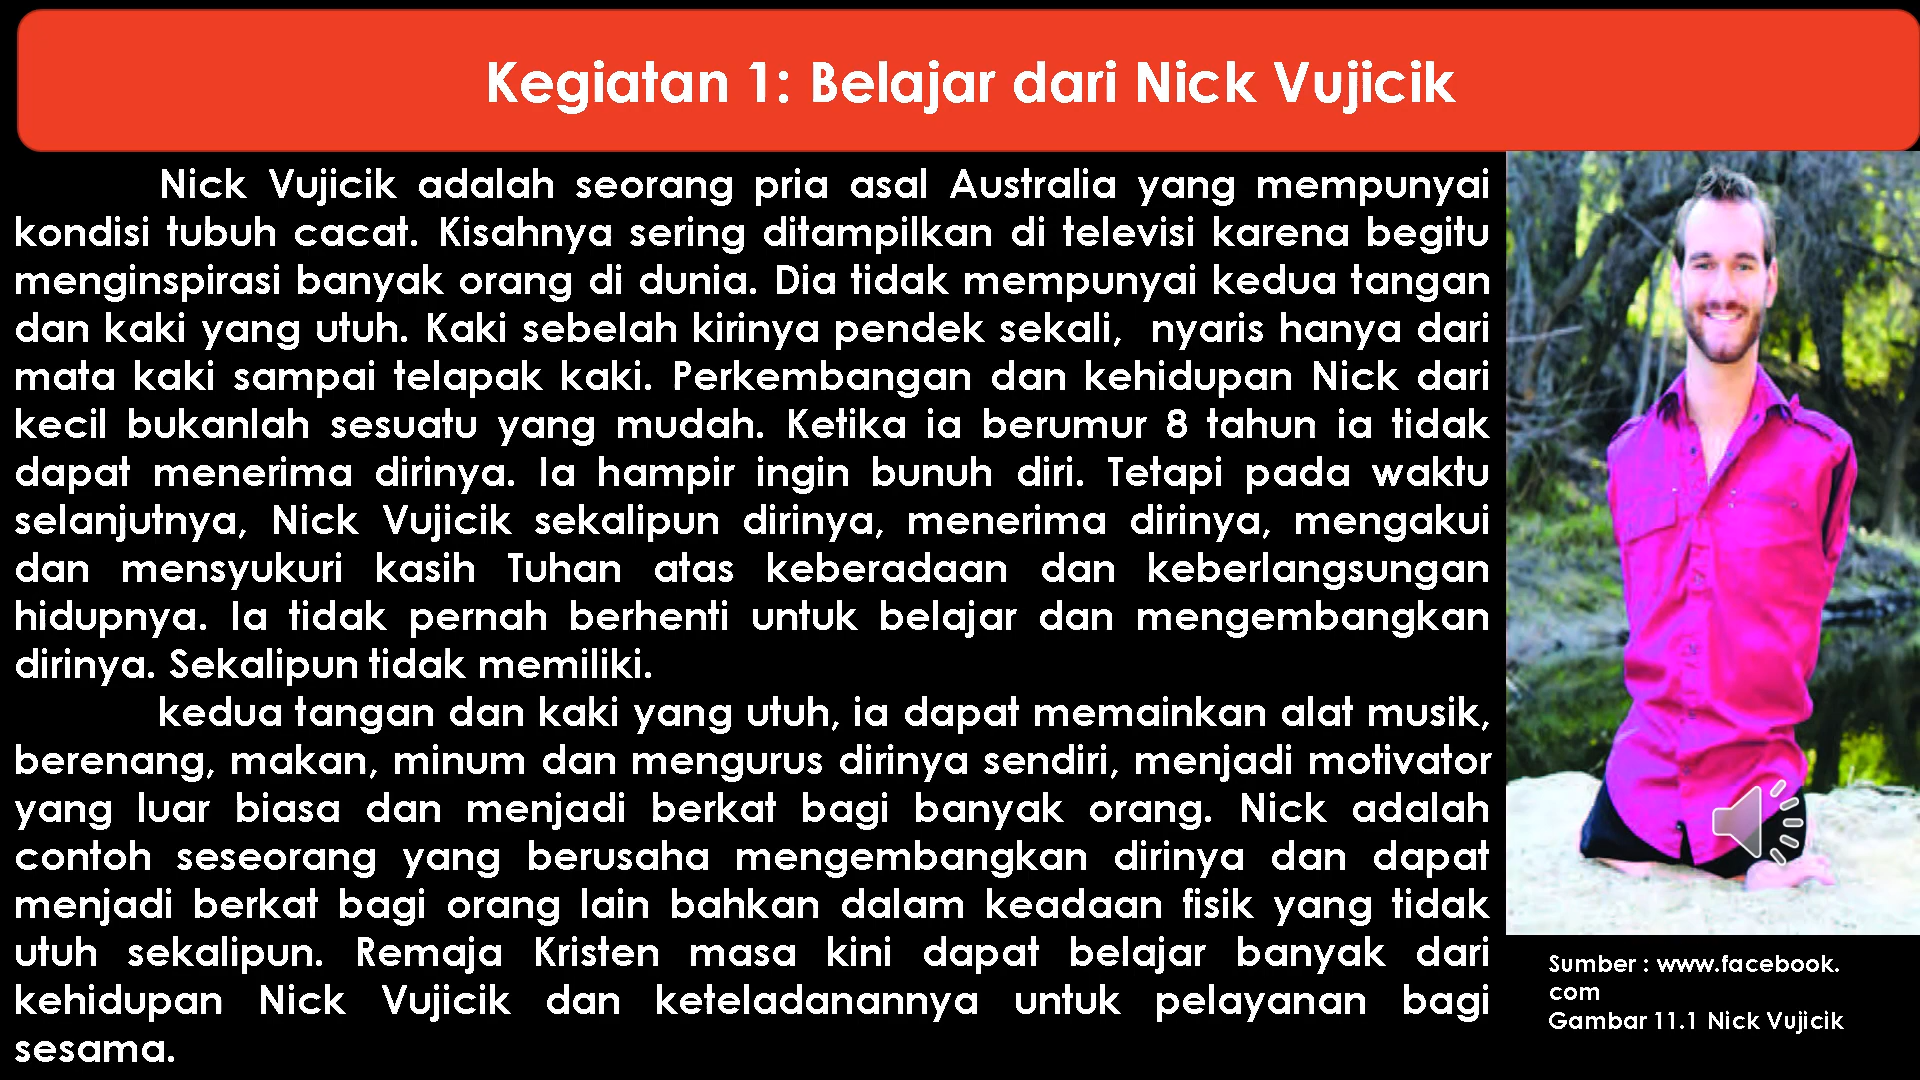 Kegiatan 1: Belajar dari Nick Vujicik
Nick Vujicik adalah seorang pria asal Australia yang mempunyai
kondisi tubuh cacat. Kisahnya sering ditampilkan di televisi karena begitu
menginspirasi banyak orang di dunia. Dia tidak mempunyai kedua tangan
dan kaki yang utuh. Kaki sebelah kirinya pendek sekali, nyaris hanya dari
mata kaki sampai telapak kaki. Perkembangan dan kehidupan Nick dari
kecil bukanlah sesuatu yang mudah. Ketika ia berumur 8 tahun ia tidak
dapat menerima dirinya. Ia hampir ingin bunuh diri. Tetapi pada waktu
selanjutnya, Nick Vujicik sekalipun dirinya, menerima dirinya, mengakui
dan mensyukuri kasih Tuhan atas keberadaan dan keberlangsungan
hidupnya. Ia tidak pernah berhenti untuk belajar dan mengembangkan
dirinya. Sekalipun tidak memiliki.
kedua tangan dan kaki yang utuh, ia dapat memainkan alat musik,
berenang, makan, minum dan mengurus dirinya sendiri, menjadi motivator
yang luar biasa dan menjadi berkat bagi banyak orang. Nick adalah
contoh seseorang yang berusaha mengembangkan dirinya dan dapat
menjadi berkat bagi orang lain bahkan dalam keadaan fisik yang tidak
utuh sekalipun. Remaja Kristen masa kini dapat belajar banyak dari
kehidupan Nick Vujicik dan keteladanannya untuk pelayanan bagi
sesama.
Sumber : www.facebook.
com
Gambar 11.1 Nick Vujicik